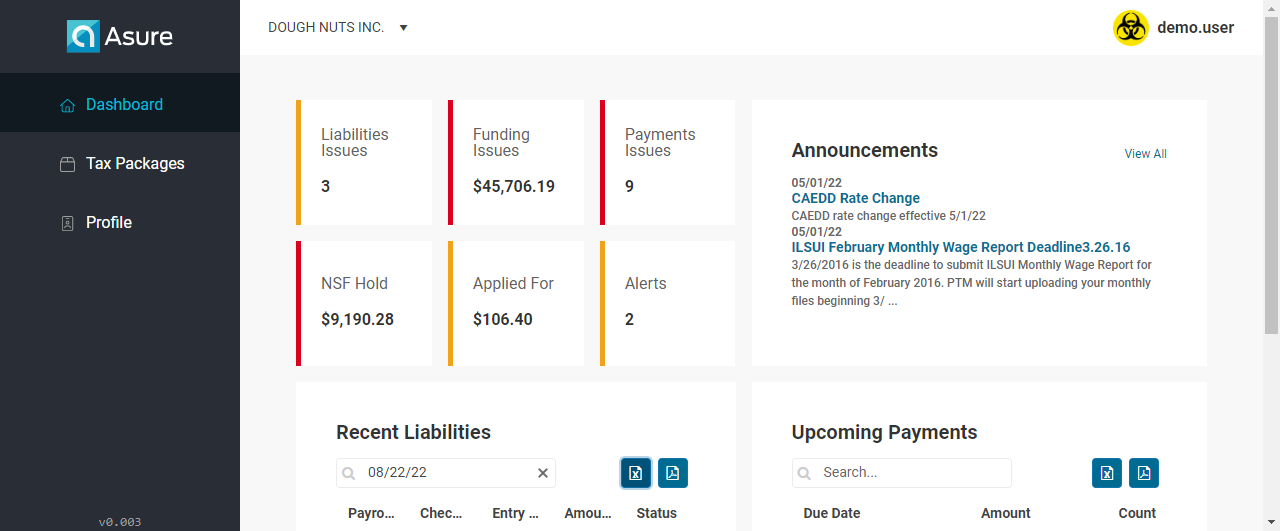 Asure
DOUGH NUTS INC.
demo.user
Dashboard
Tax Packages
Profile
v0.003
Liabilities
Issues
3
Funding
Issues
$45,706.19
Payments
Issues
9
NSF Hold
$9,190.28
Applied For
$106.40
Alerts
2
Announcements
View All
05/01/22
CAEDD Rate Change
CAEDD rate change effective 5/1/22
05/01/22
ILSUI February Monthly Wage Report Deadline3.26.16
3/26/2016 is the deadline to submit ILSUI Monthly Wage Report for
the month of February 2016. PTM will start uploading your monthly
files beginning 3/ ...
Recent Liabilities
08/22/22
Payro... Chec... Entry ... Amou... Status
Upcoming Payments
Search...
Due Date Amount Count